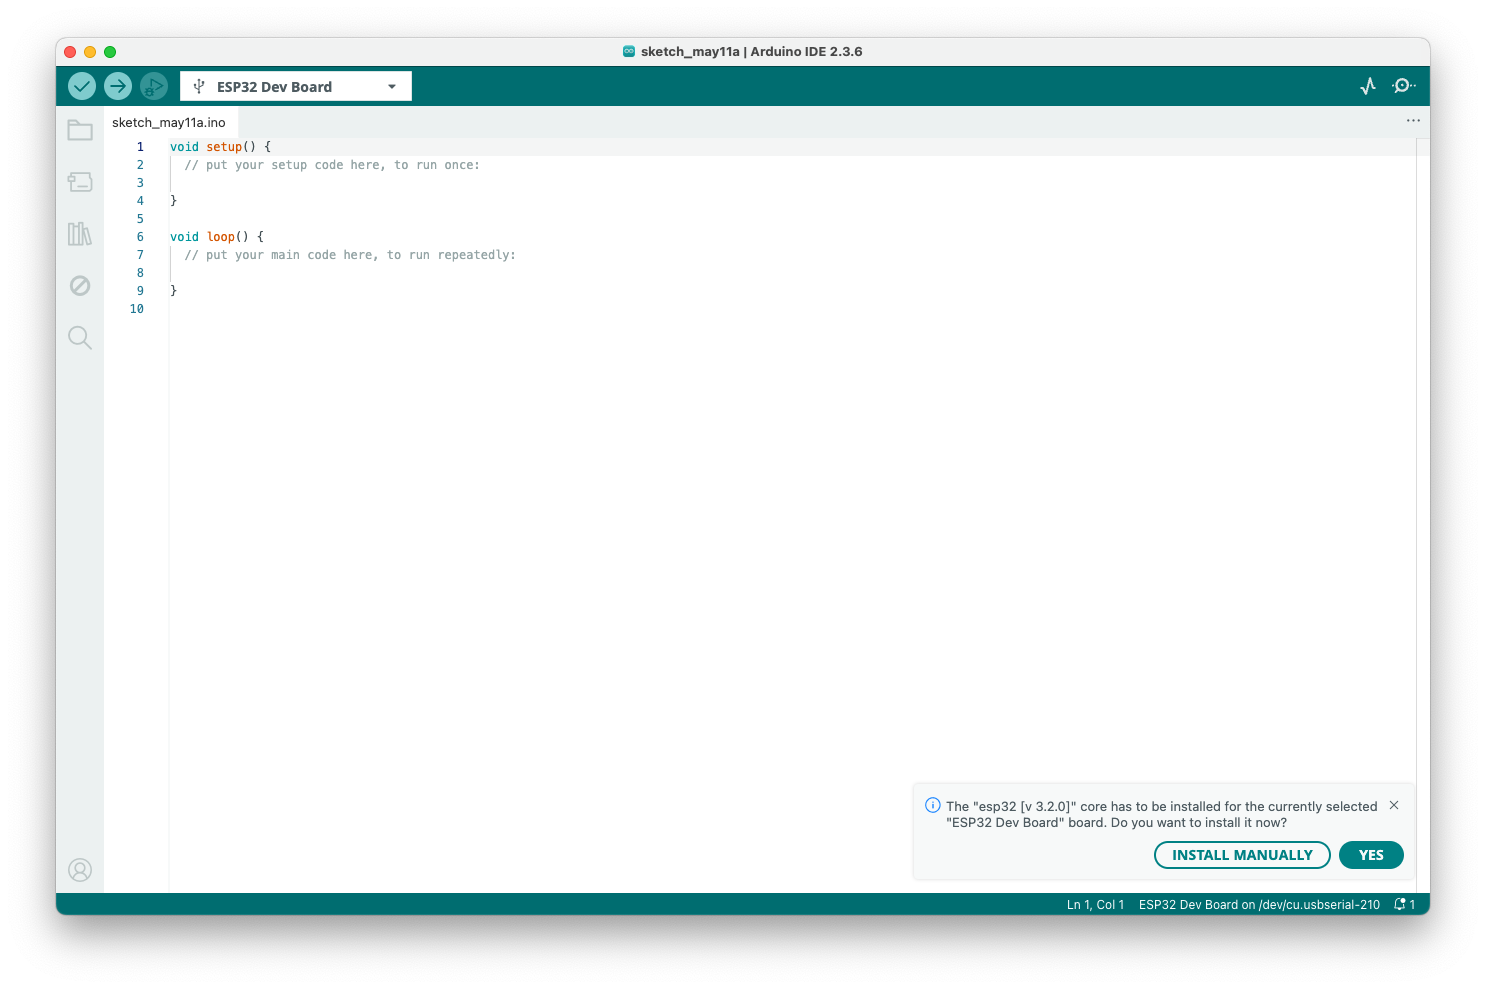 sketch_may11a | Arduino IDE 2.3.6
ESP32 Dev Board
sketch_may11a.ino
1 void setup() {
2 // put your setup code here, to run once:
3
4 }
5
6 void loop() {
7 // put your main code here, to run repeatedly:
8
9 }
10
The "esp32 [v 3.2.0]" core has to be installed for the currently selected
"ESP32 Dev Board" board. Do you want to install it now?
INSTALL MANUALLY YES
Ln 1, Col 1 ESP32 Dev Board on /dev/cu.usbserial-210 1